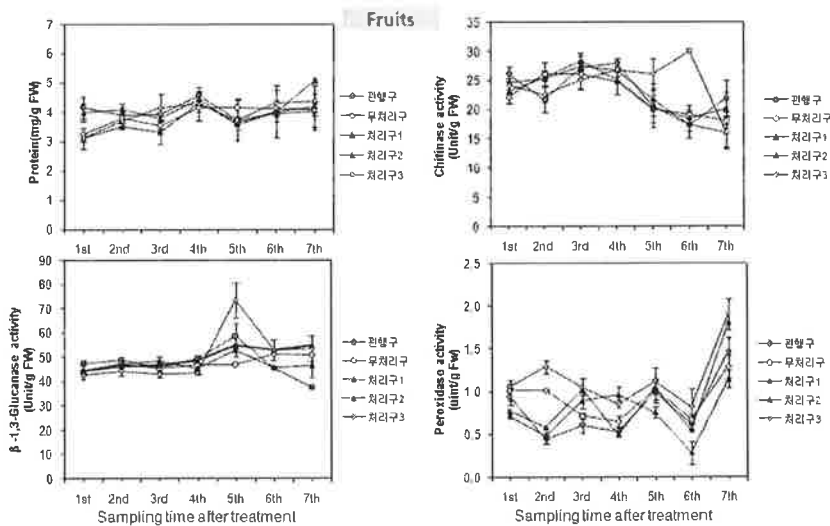 Fruits
Protein(mg/g FW)
7
6
5
4
3
2
1
0
1st 2nd 3rd 4th 5th 6th 7th
관행구
무처리구
처리구1
처리구2
처리구3
Chitinase activity
(Unit/g FW)
35
30
25
20
15
10
5
0
1st 2nd 3rd 4th 5th 6th 7th
관행구
무처리구
처리구1
처리구2
처리구3
β-1,3-Glucanase activity
(Unit/g FW)
90
80
70
60
50
40
30
20
10
0
1st 2nd 3rd 4th 5th 6th 7th
Sampling time after treatment
관행구
무처리구
처리구1
처리구2
처리구3
Peroxidase activity
(uint/g Fw)
2.5
2.0
1.5
1.0
0.5
0.0
1st 2nd 3rd 4th 5th 6th 7th
Sampling time after treatment
관행구
무처리구
처리구1
처리구2
처리구3